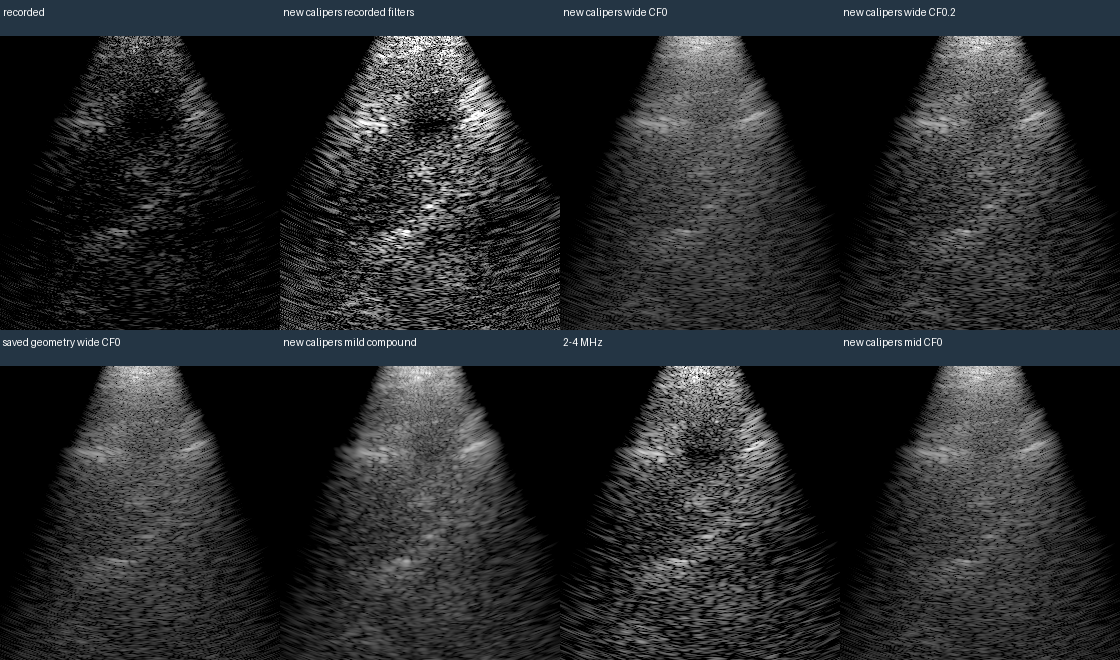 recorded
new calipers recorded filters
new calipers wide CF0
new calipers wide CF0.2
saved geometry wide CF0
new calipers mild compound
2-4 MHz
new calipers mid CF0